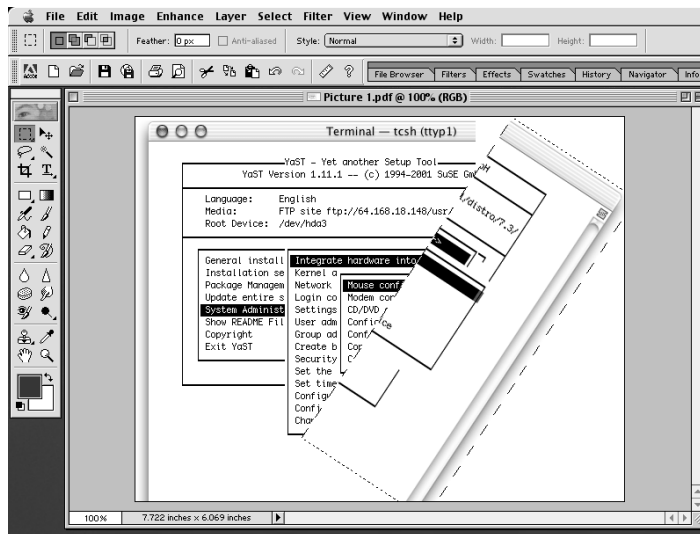 File Edit Image Enhance Layer Select Filter View Window Help
Feather: 0 px Anti-aliased Style: Normal Width: Height:
File Browser Filters Effects Swatches History Navigator Info
Picture 1.pdf @ 100% (RGB)
Terminal — tcsh (ttyp1)
YaST - Yet another Setup Tool
YaST Version 1.11.1 -- (c) 1994-2001 SuSE Gm
Language: English
Media: FTP site ftp://64.168.18.148/usr/
/distro/7.3/
Root Device: /dev/hda3
General install
Integrate hardware into
Installation se
Kernel a
Package Managem
Network
Mouse conf
Update entire s
Login co
Modem con
System Administ
Settings
CD/DVD
Show README Fil
User adm
Config
Copyright
Group ad
Conf
Exit YaST
Create b
Security
Set the
Set time
Config
Confi
100% 7.722 inches x 6.069 inches